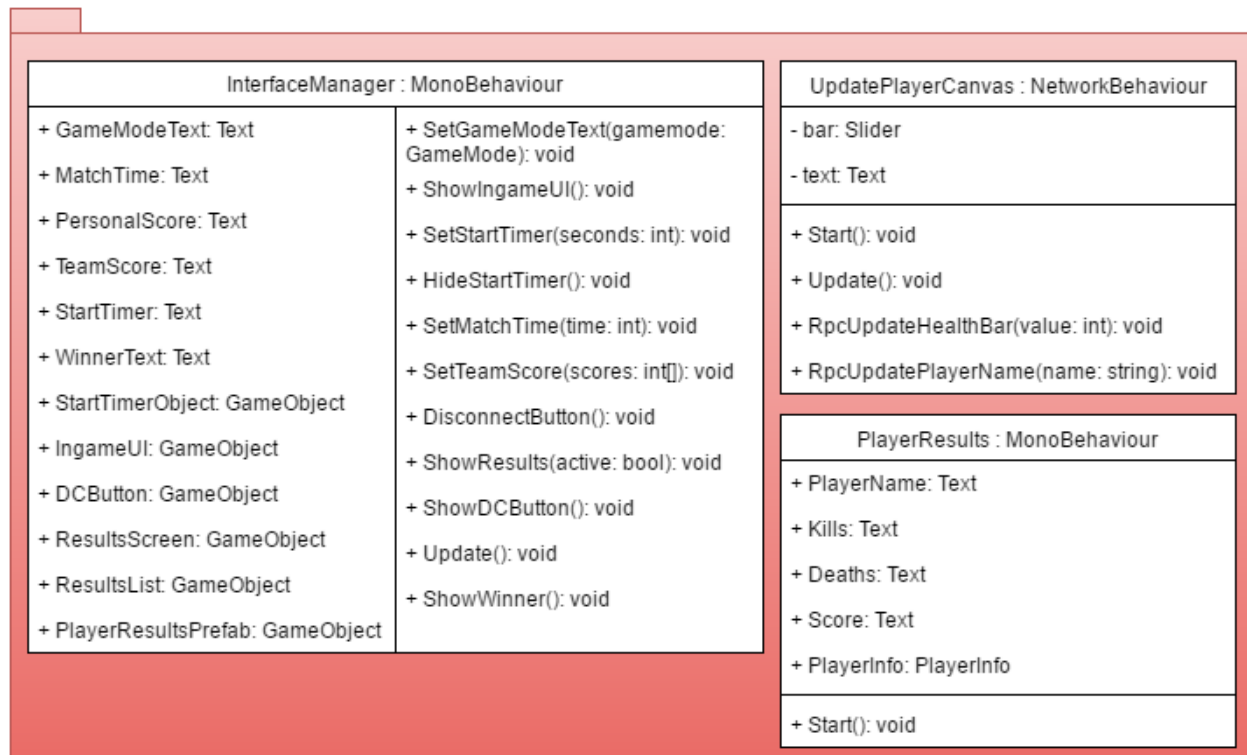 InterfaceManager : MonoBehaviour
+ GameModeText: Text
+ MatchTime: Text
+ PersonalScore: Text
+ TeamScore: Text
+ StartTimer: Text
+ WinnerText: Text
+ StartTimerObject: GameObject
+ IngameUI: GameObject
+ DCButton: GameObject
+ ResultsScreen: GameObject
+ ResultsList: GameObject
+ PlayerResultsPrefab: GameObject
+ SetGameModeText(gamemode:
GameMode): void
+ ShowIngameUI(): void
+ SetStartTimer(seconds: int): void
+ HideStartTimer(): void
+ SetMatchTime(time: int): void
+ SetTeamScore(scores: int[]): void
+ DisconnectButton(): void
+ ShowResults(active: bool): void
+ ShowDCButton(): void
+ Update(): void
+ ShowWinner(): void
UpdatePlayerCanvas : NetworkBehaviour
- bar: Slider
- text: Text
+ Start(): void
+ Update(): void
+ RpcUpdateHealthBar(value: int): void
+ RpcUpdatePlayerName(name: string): void
PlayerResults : MonoBehaviour
+ PlayerName: Text
+ Kills: Text
+ Deaths: Text
+ Score: Text
+ PlayerInfo: PlayerInfo
+ Start(): void